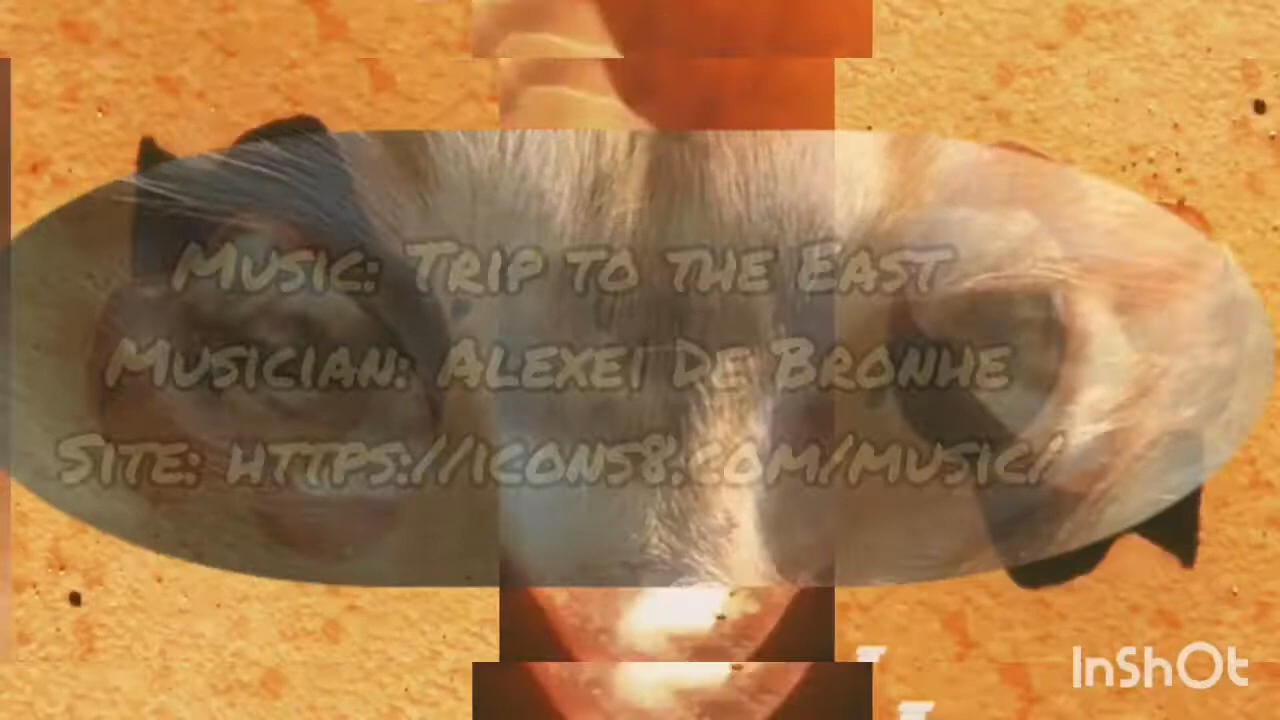 Music: Trip to the East
Musician: Alexei De Bronhe
Site: https://icons8.com/music/
InShOt